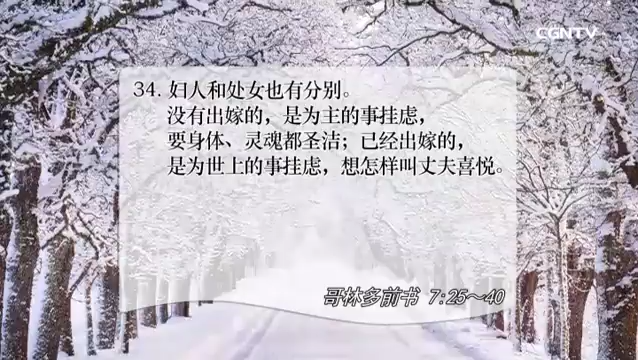 CGNTV
34. 妇人和处女也有分别。
没有出嫁的，是为主的事挂虑，
要身体、灵魂都圣洁；已经出嫁的，
是为世上的事挂虑，想怎样叫丈夫喜悦。
哥林多前书 7:25～40